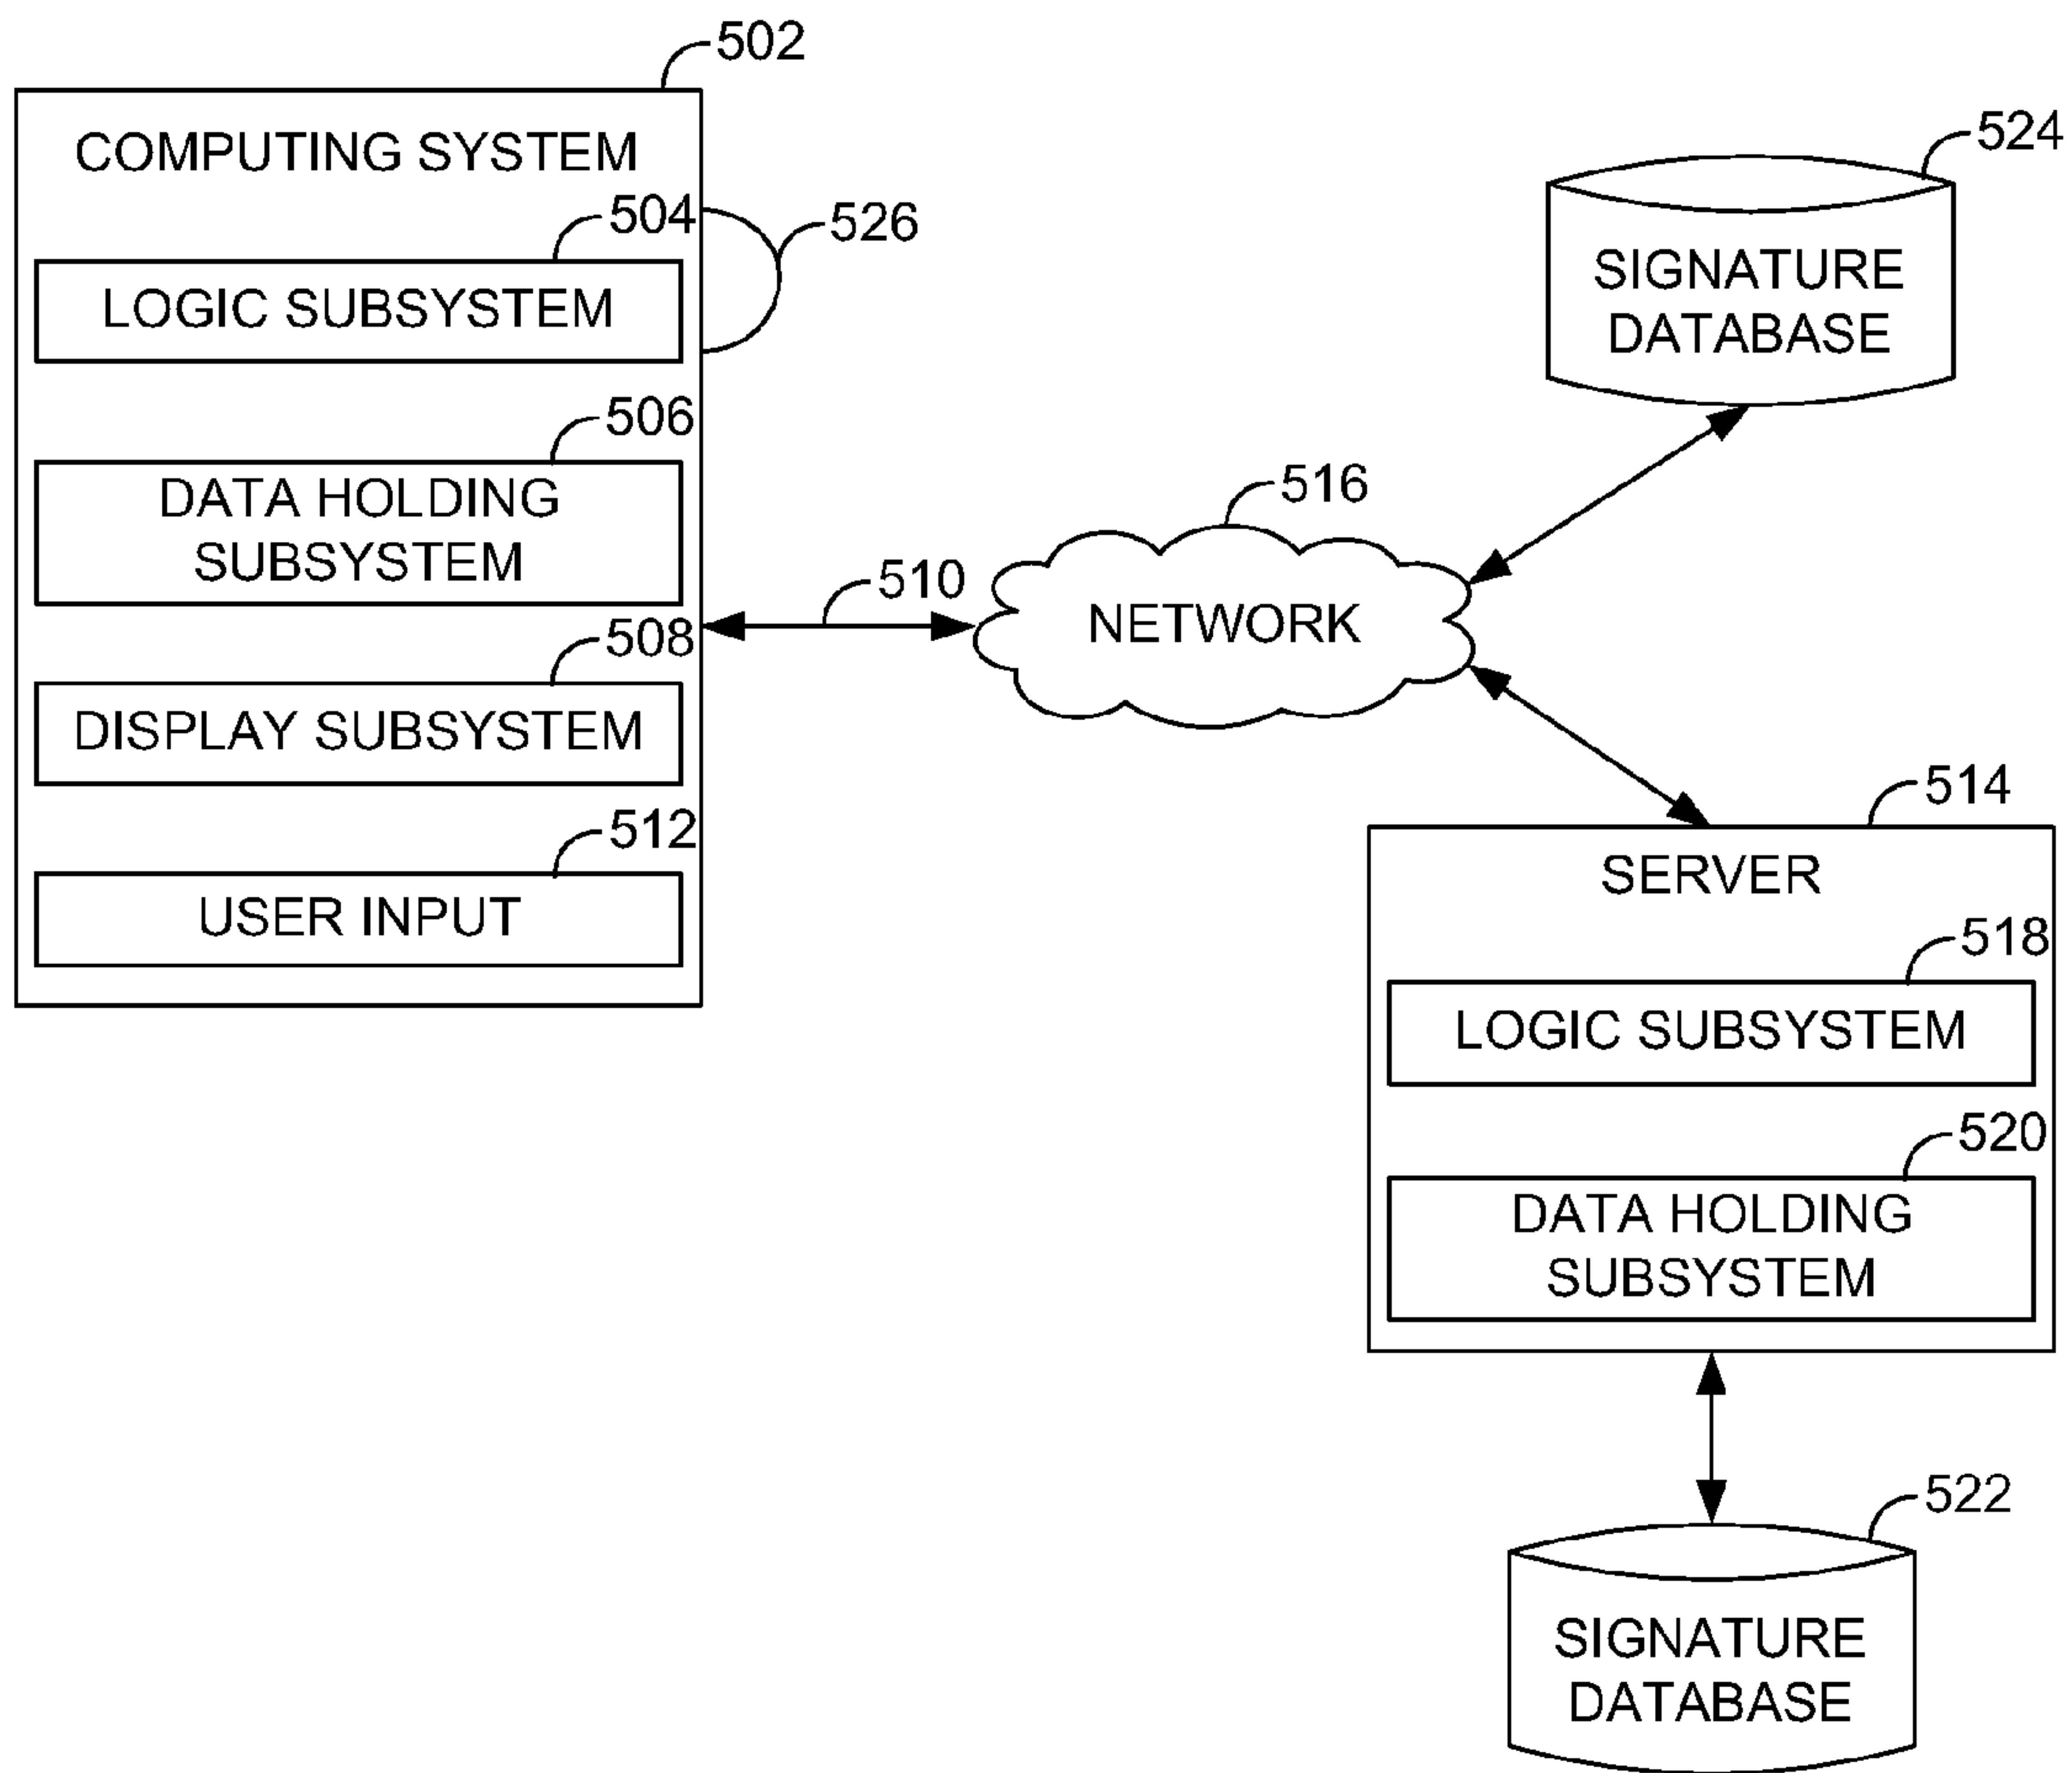 502
COMPUTING SYSTEM
504
526
LOGIC SUBSYSTEM
506
DATA HOLDING
SUBSYSTEM
508
DISPLAY SUBSYSTEM
512
USER INPUT
510
516
NETWORK
524
SIGNATURE
DATABASE
514
SERVER
518
LOGIC SUBSYSTEM
520
DATA HOLDING
SUBSYSTEM
522
SIGNATURE
DATABASE